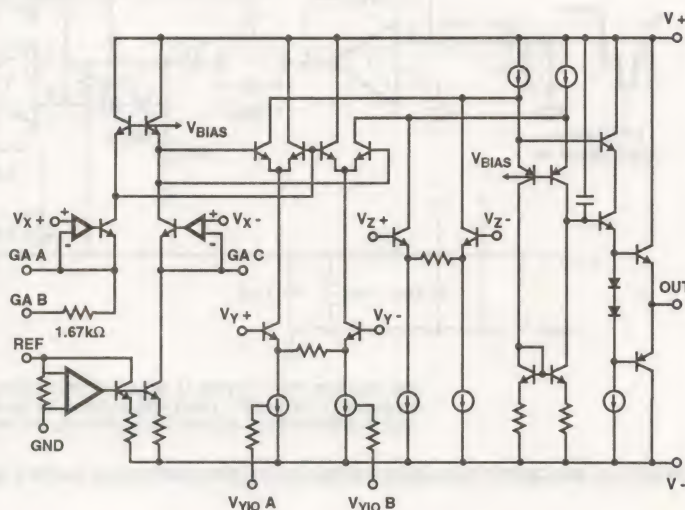 V +
VBIAS
VBIAS
VX +
+
-
+
-
VX -
VZ +
VZ -
GA A
GA C
GA B
1.67kΩ
VY +
VY -
OUT
REF
GND
V -
VYIO A
VYIO B